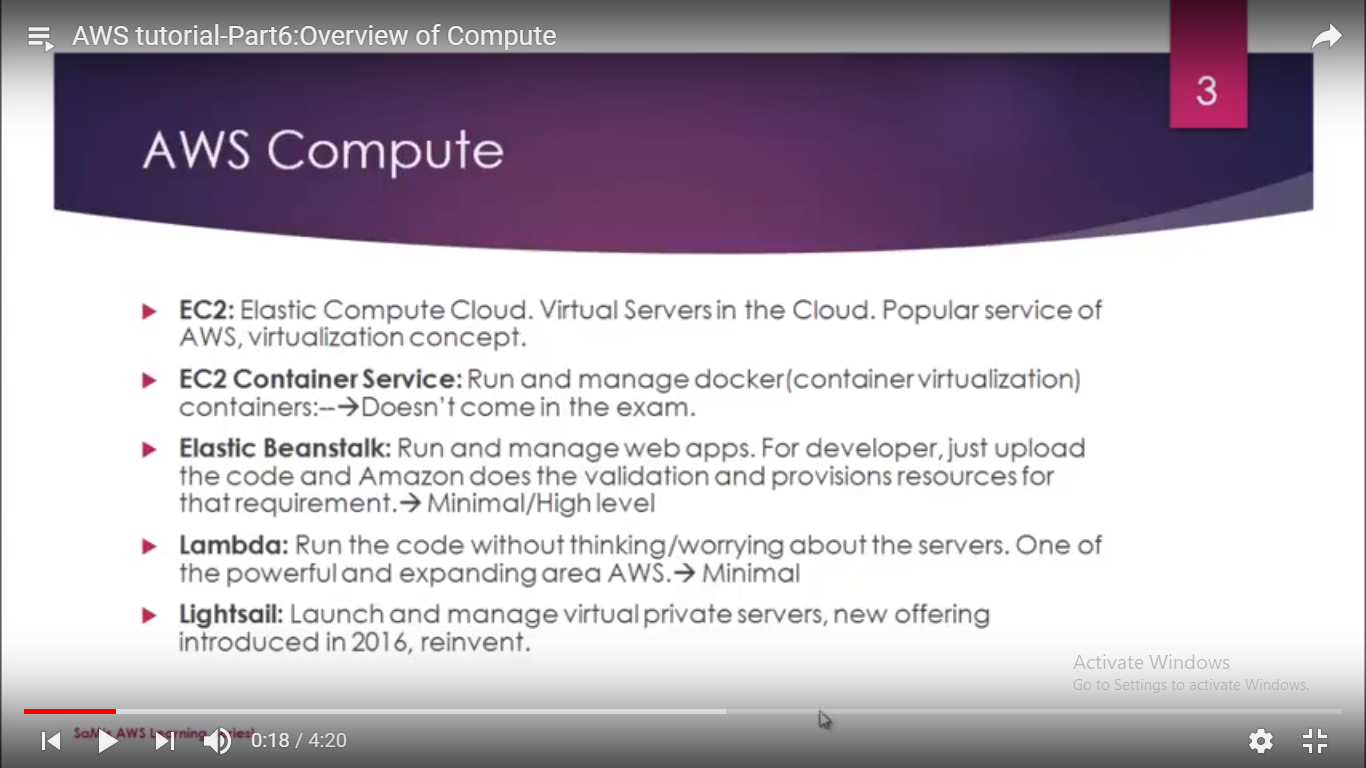 AWS tutorial-Part6:Overview of Compute
3
AWS Compute
EC2: Elastic Compute Cloud. Virtual Servers in the Cloud. Popular service of
AWS, virtualization concept.
EC2 Container Service: Run and manage docker(container virtualization)
containers:--→Doesn't come in the exam.
Elastic Beanstalk: Run and manage web apps. For developer, just upload
the code and Amazon does the validation and provisions resources for
that requirement.→ Minimal/High level
Lambda: Run the code without thinking/worrying about the servers. One of
the powerful and expanding area AWS.→ Minimal
Lightsail: Launch and manage virtual private servers, new offering
introduced in 2016, reinvent.
Activate Windows
Go to Settings to activate Windows.
AWS Learning
0:18 / 4:20